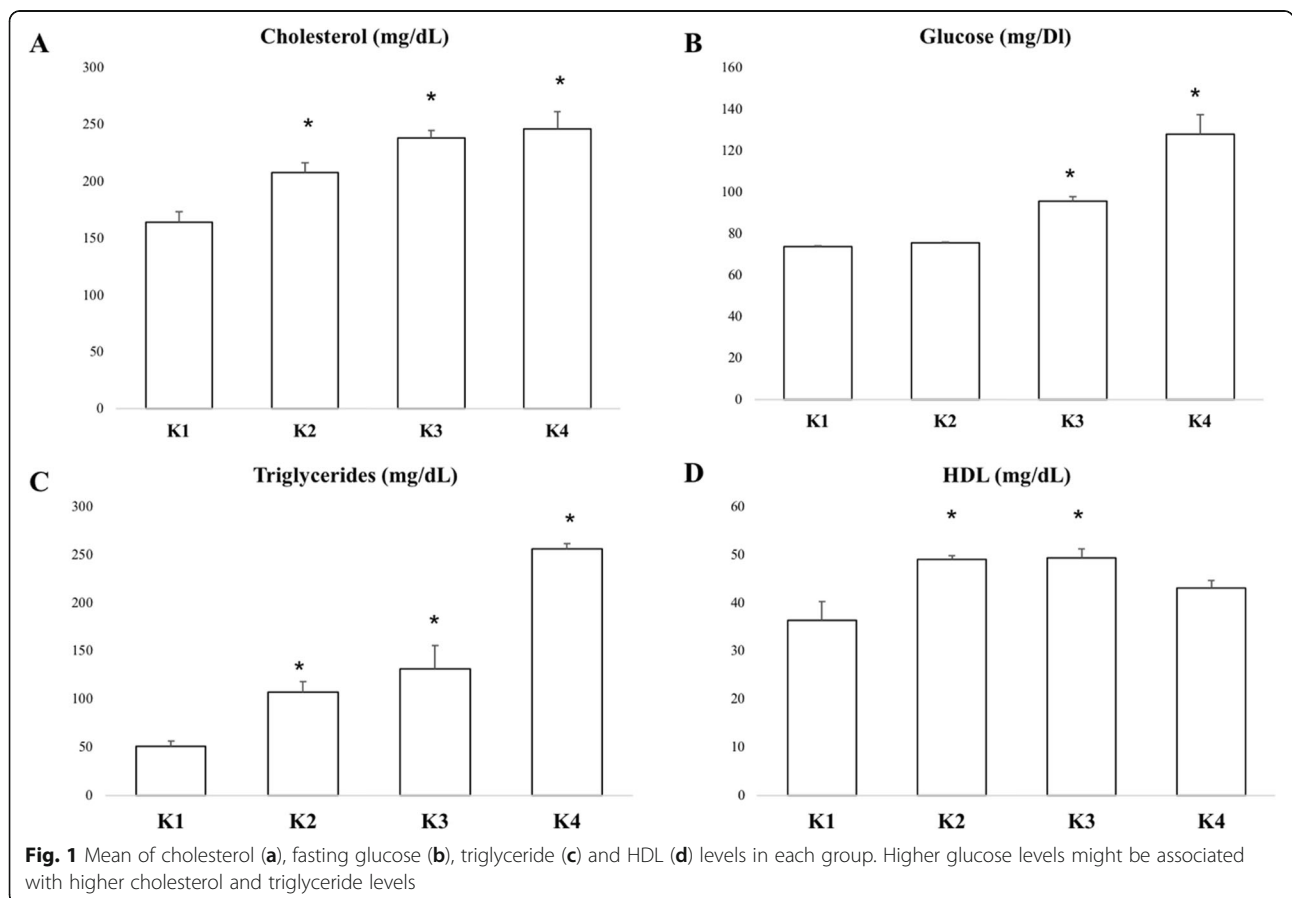 A
Cholesterol (mg/dL)
300
250
200
150
100
50
0
*
*
*
K1 K2 K3 K4
B
Glucose (mg/Dl)
160
140
120
100
80
60
40
20
0
*
*
K1 K2 K3 K4
C
Triglycerides (mg/dL)
300
250
200
150
100
50
0
*
*
*
K1 K2 K3 K4
D
HDL (mg/dL)
60
50
40
30
20
10
0
*
*
K1 K2 K3 K4
Fig. 1 Mean of cholesterol (a), fasting glucose (b), triglyceride (c) and HDL (d) levels in each group. Higher glucose levels might be associated
with higher cholesterol and triglyceride levels